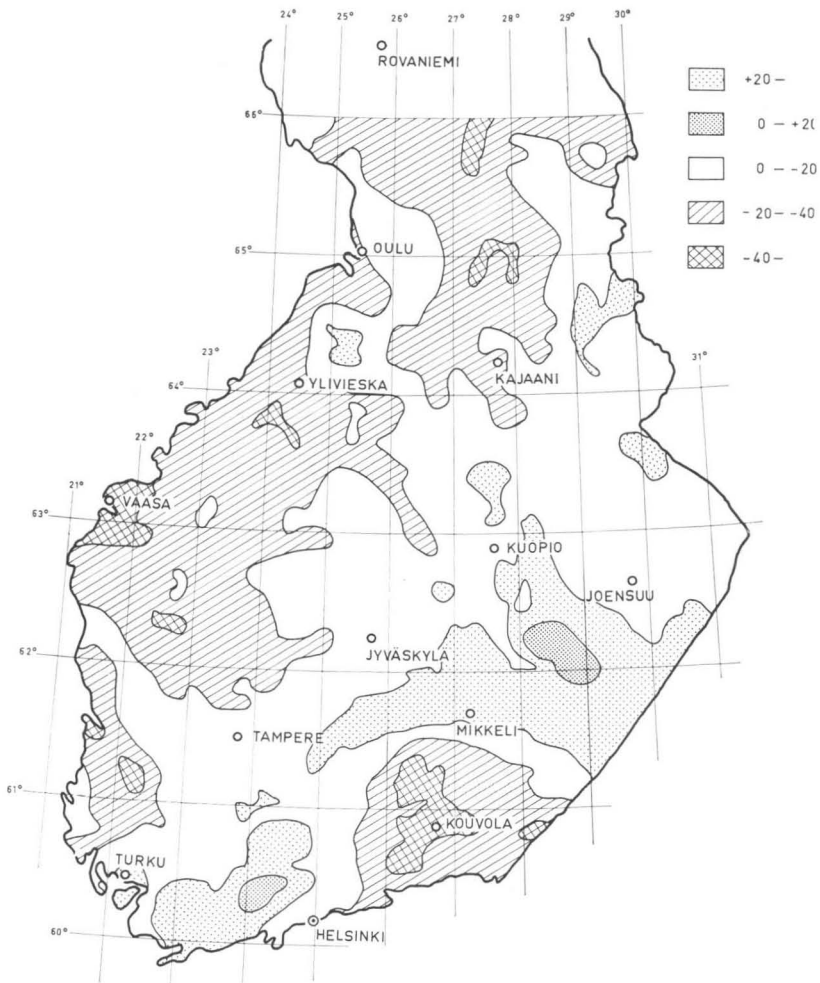 24° 25° 26° 27° 28° 29° 30°
ROVANIEMI
+20 —
66°
0 — +20
0 — -20
- 20 — -40
65°
OULU
-40 -
23°
31°
64°
YLIVIESKA
KAJAANI
22°
21°
VAASA
63°
KUOPIO
JOENSUU
JYVÄSKYLÄ
62°
MIKKELI
TAMPERE
61°
KOUVOLA
TURKU
60°
HELSINKI